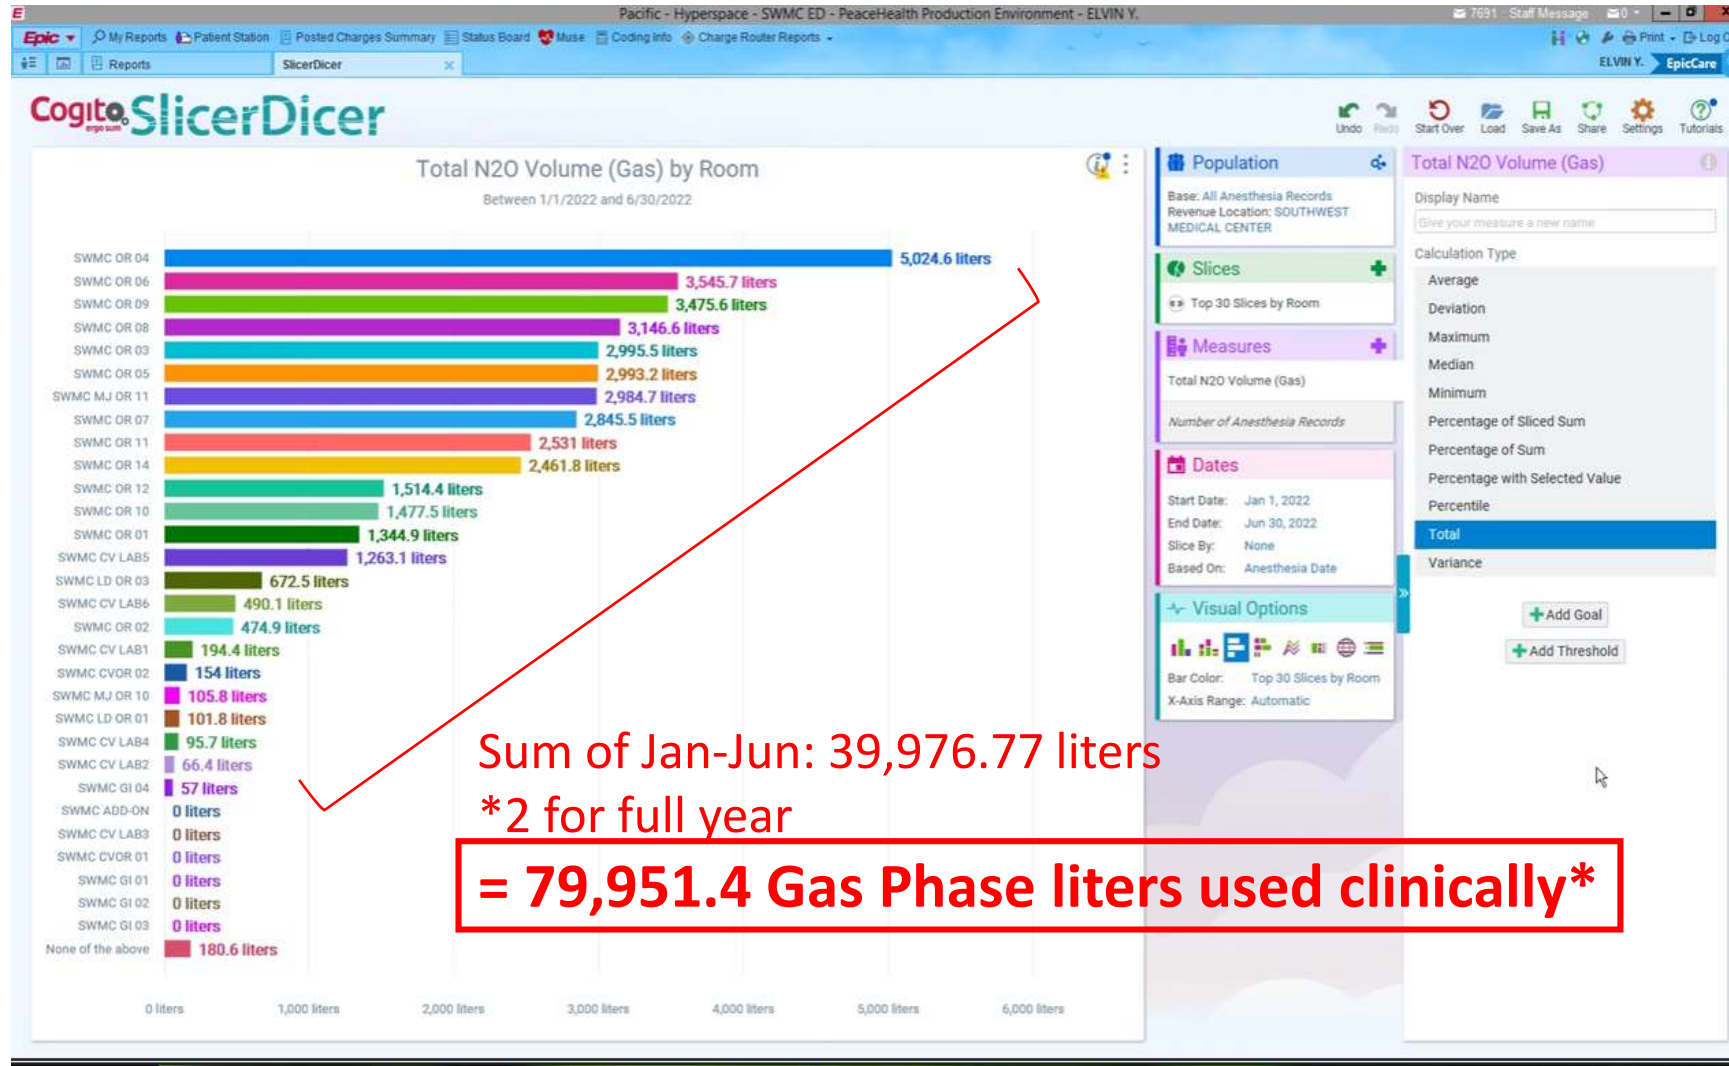 Pacific - Hyperspace - SWMC ED - PeaceHealth Production Environment - ELVIN Y.
7691 Staff Message 0
Epic My Reports Patient Station Posted Charges Summary Status Board Muse Coding Info Charge Router Reports
Print Log
Reports SlicerDicer
ELVIN Y. EpicCare
Cogito ergo sum SlicerDicer
Undo Redo Start Over Load Save As Share Settings Tutorials
Total N2O Volume (Gas) by Room
Between 1/1/2022 and 6/30/2022
SWMC OR 04 5,024.6 liters
SWMC OR 06 3,545.7 liters
SWMC OR 09 3,475.6 liters
SWMC OR 08 3,146.6 liters
SWMC OR 03 2,995.5 liters
SWMC OR 05 2,993.2 liters
SWMC MJ OR 11 2,984.7 liters
SWMC OR 07 2,845.5 liters
SWMC OR 11 2,531 liters
SWMC OR 14 2,461.8 liters
SWMC OR 12 1,514.4 liters
SWMC OR 10 1,477.5 liters
SWMC OR 01 1,344.9 liters
SWMC CV LAB5 1,263.1 liters
SWMC LD OR 03 672.5 liters
SWMC CV LAB6 490.1 liters
SWMC OR 02 474.9 liters
SWMC CV LAB1 194.4 liters
SWMC CVOR 02 154 liters
SWMC MJ OR 10 105.8 liters
SWMC LD OR 01 101.8 liters
SWMC CV LAB4 95.7 liters
SWMC CV LAB2 66.4 liters
SWMC GI 04 57 liters
SWMC ADD-ON 0 liters
SWMC CV LAB3 0 liters
SWMC CVOR 01 0 liters
SWMC GI 01 0 liters
SWMC GI 02 0 liters
SWMC GI 03 0 liters
None of the above 180.6 liters
0 liters 1,000 liters 2,000 liters 3,000 liters 4,000 liters 5,000 liters 6,000 liters
Sum of Jan-Jun: 39,976.77 liters
*2 for full year
= 79,951.4 Gas Phase liters used clinically*
Population
Base: All Anesthesia Records
Revenue Location: SOUTHWEST
MEDICAL CENTER
Slices
Top 30 Slices by Room
Measures
Total N2O Volume (Gas)
Number of Anesthesia Records
Dates
Start Date: Jan 1, 2022
End Date: Jun 30, 2022
Slice By: None
Based On: Anesthesia Date
Visual Options
Bar Color: Top 30 Slices by Room
X-Axis Range: Automatic
Total N2O Volume (Gas)
Display Name
Give your measure a new name
Calculation Type
Average
Deviation
Maximum
Median
Minimum
Percentage of Sliced Sum
Percentage of Sum
Percentage with Selected Value
Percentile
Total
Variance
Add Goal
Add Threshold